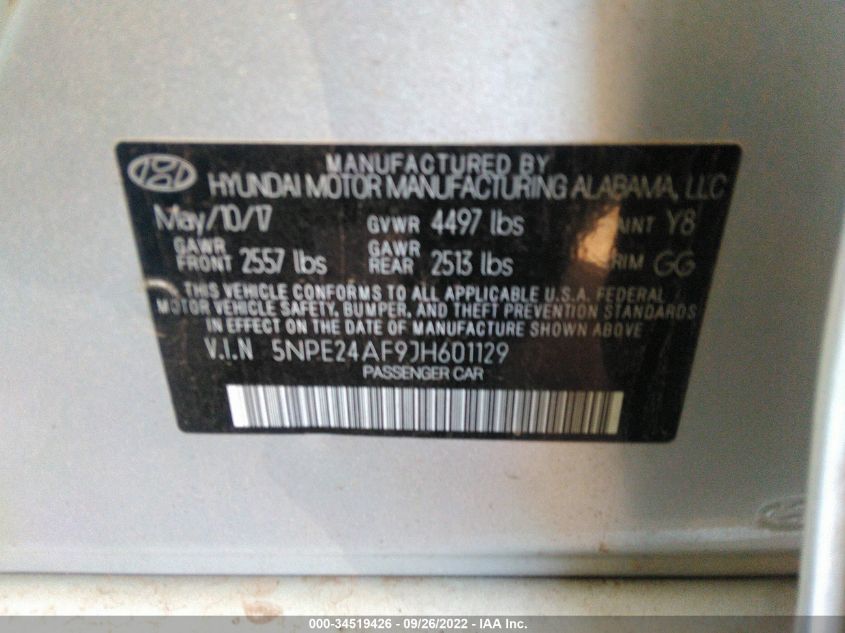 MANUFACTURED BY
HYUNDAI MOTOR MANUFACTURING ALABAMA, LLC
May/10/17 GVWR 4497 lbs Y8
GAWR FRONT 2557 lbs GAWR REAR 2513 lbs RIM GG
THIS VEHICLE CONFORMS TO ALL APPLICABLE U.S.A. FEDERAL
MOTOR VEHICLE SAFETY, BUMPER, AND THEFT PREVENTION STANDARDS
IN EFFECT ON THE DATE OF MANUFACTURE SHOWN ABOVE
V.I.N 5NPE24AF9JH601129
PASSENGER CAR
000-34519426 - 09/26/2022 - IAA Inc.